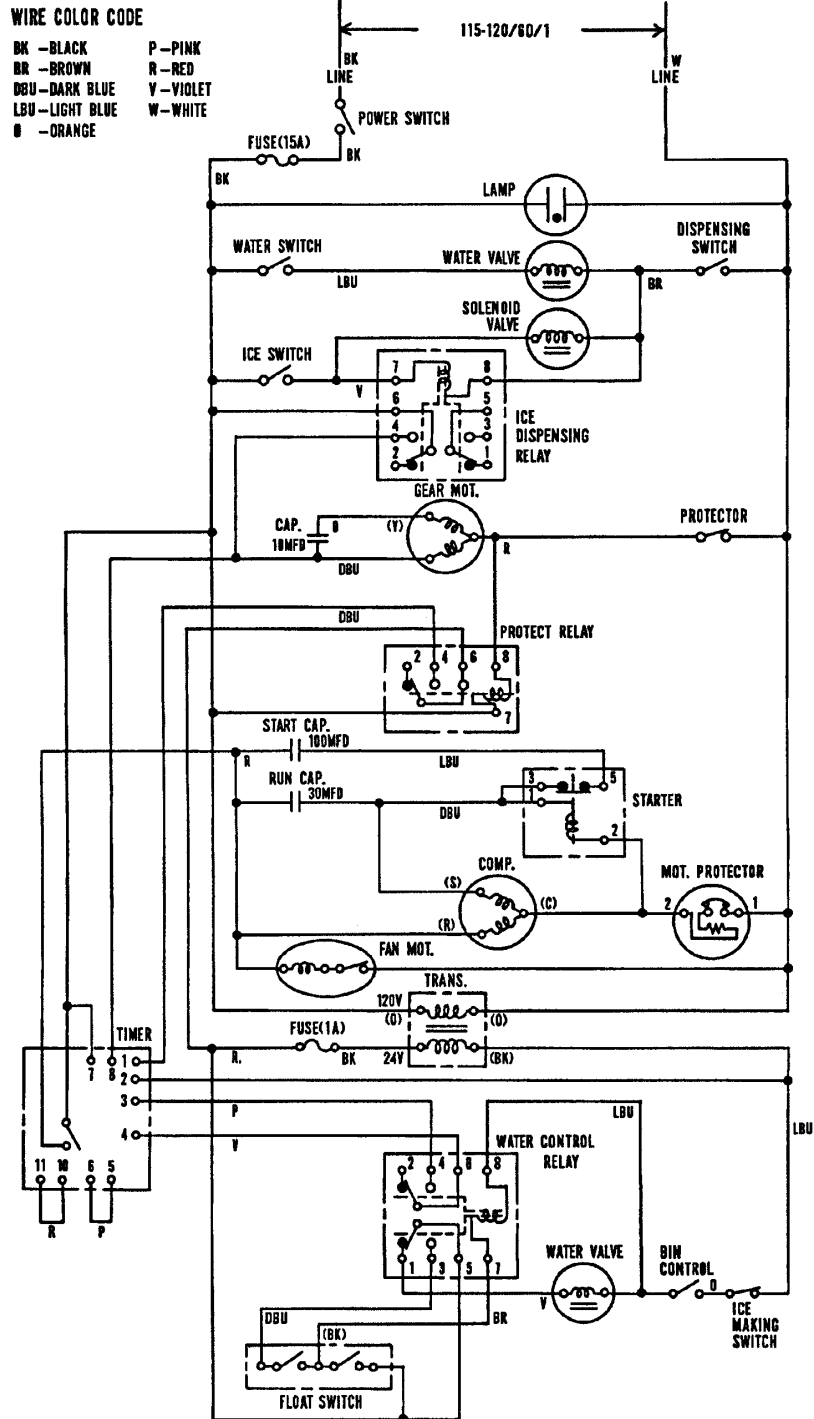 WIRE COLOR CODE
BK -BLACK
P-PINK
BR -BROWN
R-RED
DBU-DARK BLUE
V-VIOLET
LBU-LIGHT BLUE
W-WHITE
O -ORANGE
115-120/60/1
BK
LINE
W
LINE
POWER SWITCH
FUSE(15A)
BK
BK
LAMP
WATER SWITCH
LBU
WATER VALVE
DISPENSING
SWITCH
BR
SOLENOID
VALVE
ICE SWITCH
V
7
8
6
5
4
3
2
1
ICE
DISPENSING
RELAY
GEAR MOT.
CAP.
10MFD
(V)
DBU
R
PROTECTOR
DBU
PROTECT RELAY
2
4
6
8
7
START CAP.
100MFD
R
LBU
RUN CAP.
30MFD
DBU
3
1
5
2
STARTER
COMP.
(S)
(R)
(C)
MOT. PROTECTOR
2
1
FAN MOT.
TRANS.
120V
(O)
(O)
FUSE(1A)
R.
BK
24V
(BK)
TIMER
7
8
1
2
3
4
11
10
6
5
R
P
P
V
LBU
LBU
WATER CONTROL
RELAY
2
4
6
8
1
3
5
7
WATER VALVE
BIN
CONTROL
O
ICE
MAKING
SWITCH
V
DBU
(BK)
BR
FLOAT SWITCH